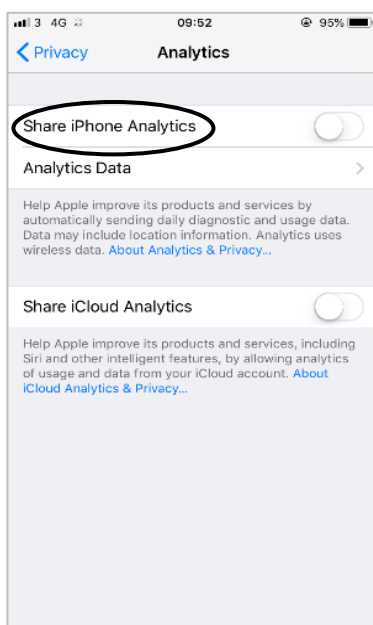 3 4G 09:52 95%
Privacy Analytics
Share iPhone Analytics
Analytics Data
Help Apple improve its products and services by
automatically sending daily diagnostic and usage data.
Data may include location information. Analytics uses
wireless data. About Analytics & Privacy...
Share iCloud Analytics
Help Apple improve its products and services, including
Siri and other intelligent features, by allowing analytics
of usage and data from your iCloud account. About
iCloud Analytics & Privacy...